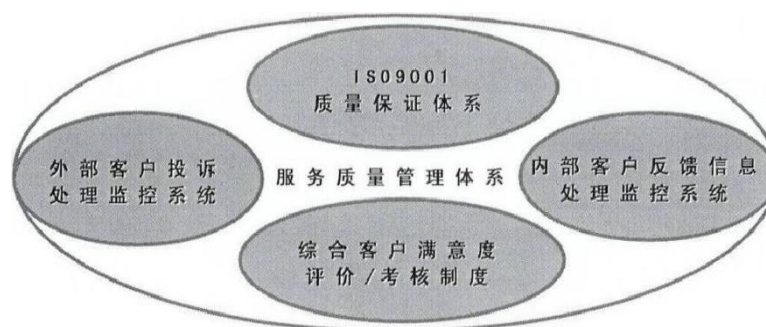 ISO9001
质量保证体系
外部客户投诉
处理监控系统
服务质量管理体系
内部客户反馈信息
处理监控系统
综合客户满意度
评价/考核制度